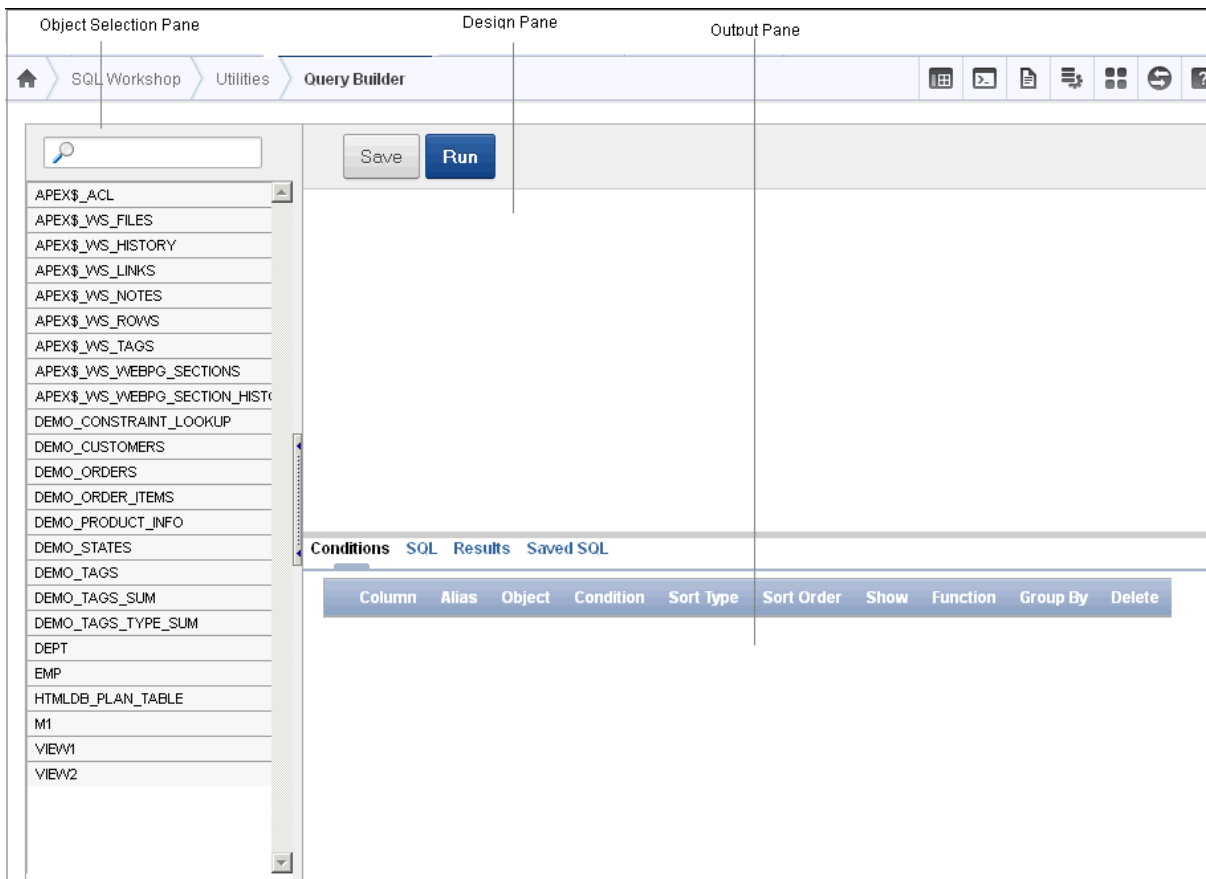 Object Selection Pane
Design Pane
Output Pane
SQL Workshop
Utilities
Query Builder
Save
Run
APEX$_ACL
APEX$_WS_FILES
APEX$_WS_HISTORY
APEX$_WS_LINKS
APEX$_WS_NOTES
APEX$_WS_ROWS
APEX$_WS_TAGS
APEX$_WS_WEBPG_SECTIONS
APEX$_WS_WEBPG_SECTION_HISTO
DEMO_CONSTRAINT_LOOKUP
DEMO_CUSTOMERS
DEMO_ORDERS
DEMO_ORDER_ITEMS
DEMO_PRODUCT_INFO
DEMO_STATES
DEMO_TAGS
DEMO_TAGS_SUM
DEMO_TAGS_TYPE_SUM
DEPT
EMP
HTMLDB_PLAN_TABLE
M1
VIEW1
VIEW2
Conditions SQL Results Saved SQL
Column Alias Object Condition Sort Type Sort Order Show Function Group By Delete